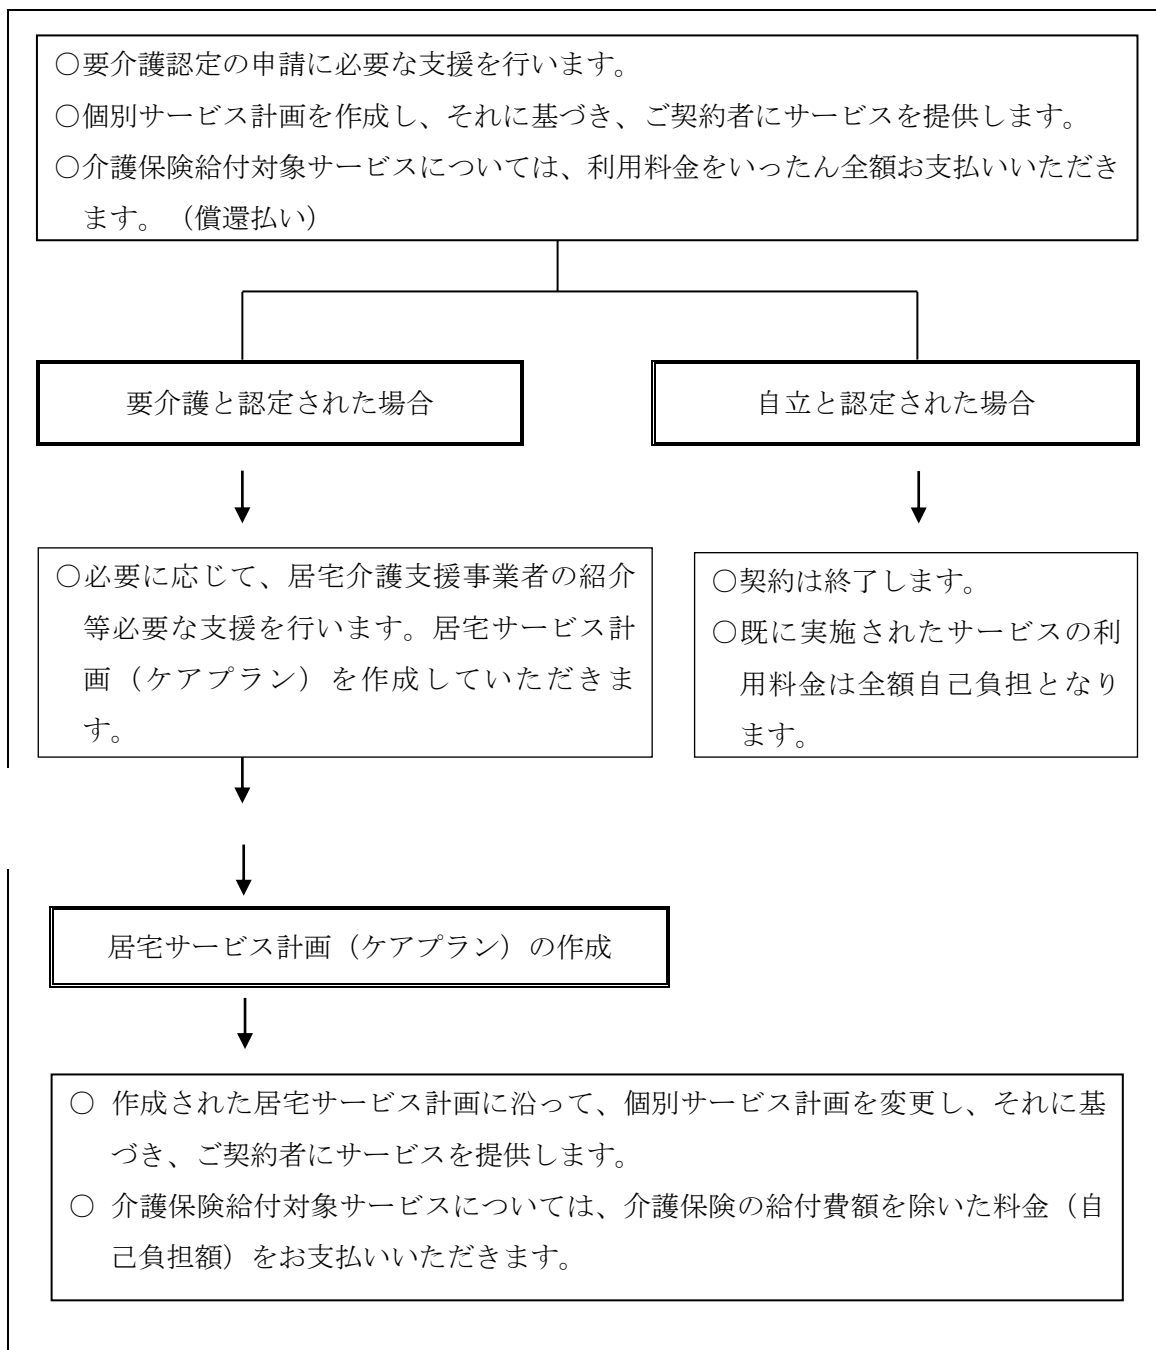 ○要介護認定の申請に必要な支援を行います。
○個別サービス計画を作成し、それに基づき、ご契約者にサービスを提供します。
○介護保険給付対象サービスについては、利用料金をいったん全額お支払いいただき
ます。（償還払い）
要介護と認定された場合
自立と認定された場合
○必要に応じて、居宅介護支援事業者の紹介
等必要な支援を行います。居宅サービス計
画（ケアプラン）を作成していただきま
す。
○契約は終了します。
○既に実施されたサービスの利
用料金は全額自己負担となり
ます。
居宅サービス計画（ケアプラン）の作成
○ 作成された居宅サービス計画に沿って、個別サービス計画を変更し、それに基
づき、ご契約者にサービスを提供します。
○ 介護保険給付対象サービスについては、介護保険の給付費額を除いた料金（自
己負担額）をお支払いいただきます。